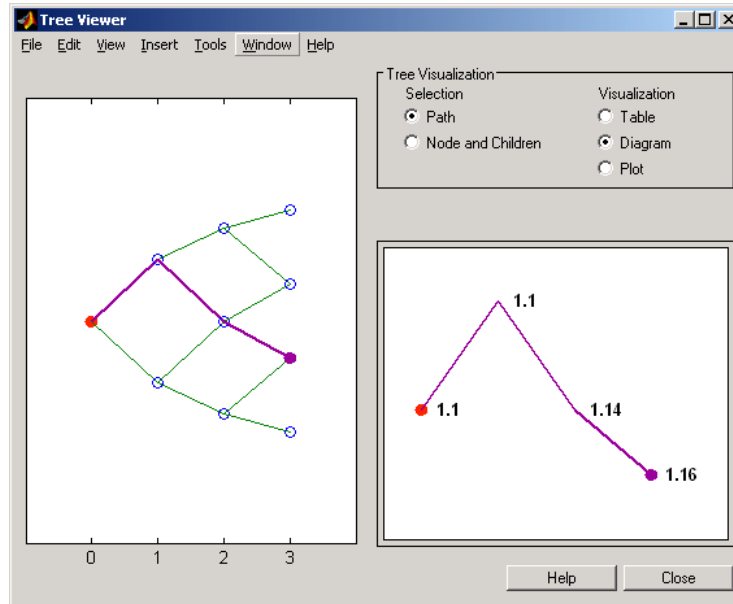 Tree Viewer
File Edit View Insert Tools Window Help
Tree Visualization
Selection
Path
Node and Children
Visualization
Table
Diagram
Plot
0 1 2 3
1.1
1.1
1.14
1.16
Help
Close